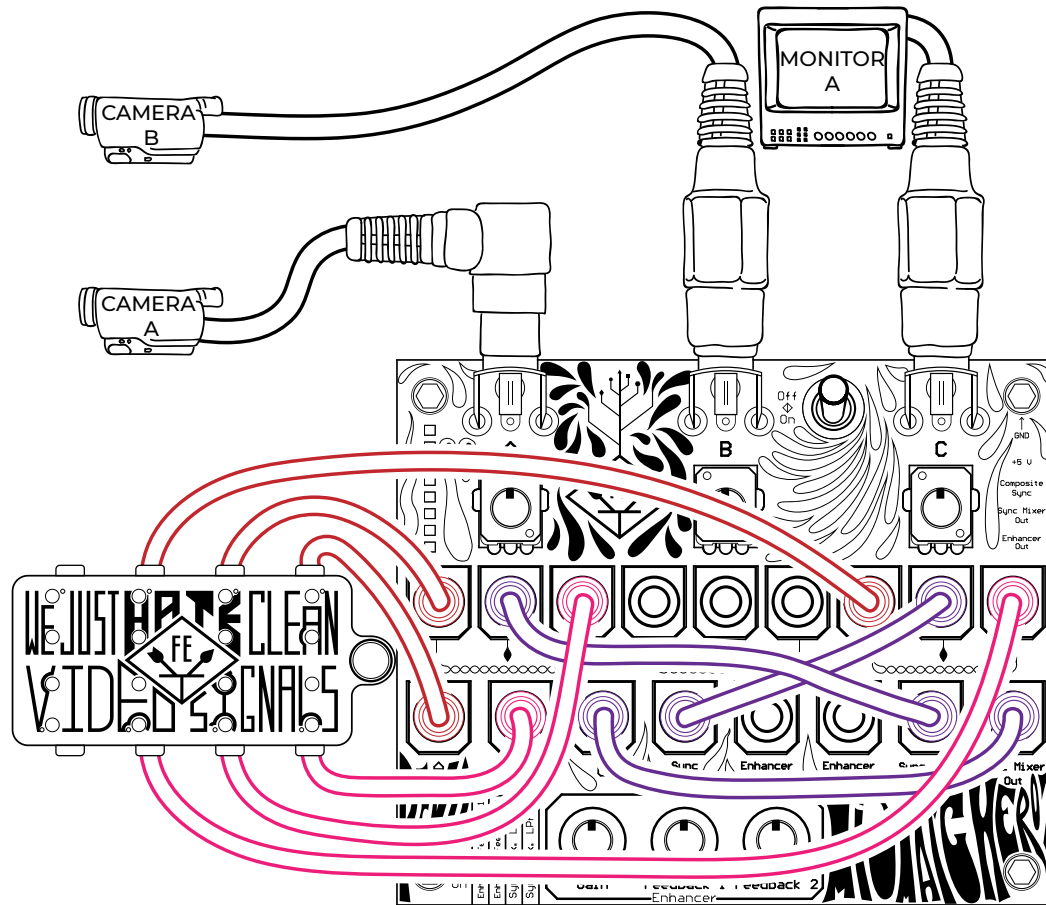 MONITOR
A
CAMERA
B
CAMERA
A
Off
On
B
C
GND
+5 V
Composite
Sync
Sync Mixer
Out
Enhancer
Out
WE JUST HATE CLEAN
VIDEO SIGNALS
FE
Sync
Enhancer
Enhancer
Mixer
Out
On
Gain
Feedback 1
Feedback 2
Enhancer